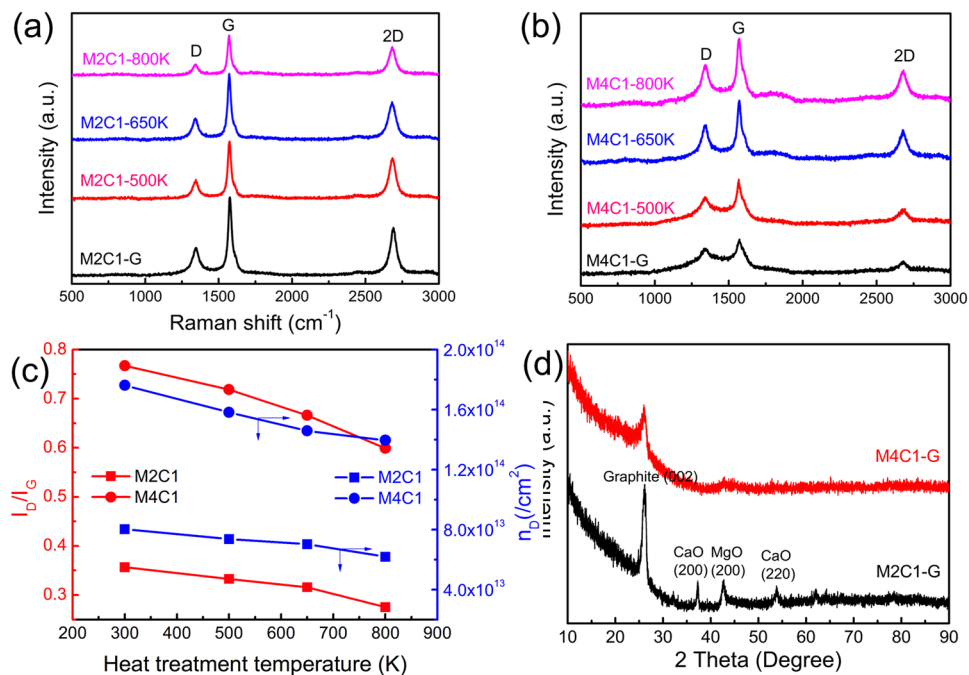 (a)
D
G
2D
M2C1-800K
M2C1-650K
M2C1-500K
M2C1-G
Intensity (a.u.)
500 1000 1500 2000 2500 3000
Raman shift (cm⁻¹)
(b)
D
G
2D
M4C1-800K
M4C1-650K
M4C1-500K
M4C1-G
Intensity (a.u.)
500 1000 1500 2000 2500 3000
(c)
0.8
0.7
0.6
0.5
0.4
0.3
I_D/I_G
2.0x10¹⁴
1.6x10¹⁴
1.2x10¹⁴
8.0x10¹³
4.0x10¹³
n_D(/cm²)
M2C1
M4C1
M2C1
M4C1
200 300 400 500 600 700 800 900
Heat treatment temperature (K)
(d)
Intensity (a.u.)
M4C1-G
Graphite (002)
CaO
(200)
MgO
(200)
CaO
(220)
M2C1-G
10 20 30 40 50 60 70 80 90
2 Theta (Degree)